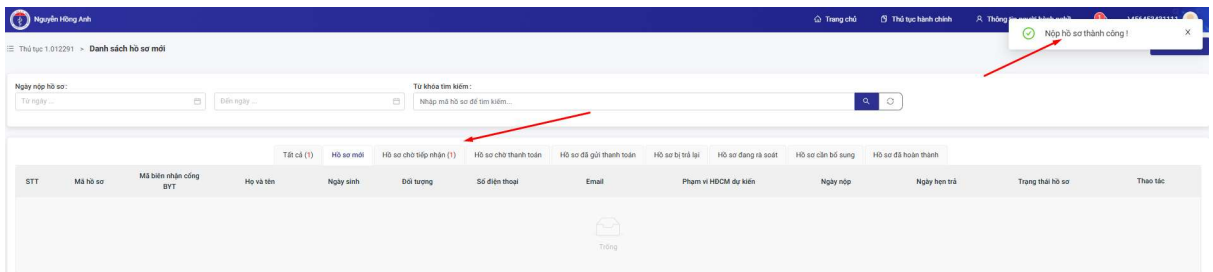 Nguyễn Hồng Anh
Trang chủ
Thủ tục hành chính
Thông tin người hành nghề
1
Nộp hồ sơ thành công !
X
Thủ tục 1.012291 > Danh sách hồ sơ mới
Ngày nộp hồ sơ:
Từ khóa tìm kiếm :
Từ ngày ...
Đến ngày ...
Nhập mã hồ sơ để tìm kiếm...
Tất cả (1)
Hồ sơ mới
Hồ sơ chờ tiếp nhận (1)
Hồ sơ chờ thanh toán
Hồ sơ đã gửi thanh toán
Hồ sơ bị trả lại
Hồ sơ đang rà soát
Hồ sơ cần bổ sung
Hồ sơ đã hoàn thành
STT
Mã hồ sơ
Mã biên nhận cổng
BYT
Họ và tên
Ngày sinh
Đối tượng
Số điện thoại
Email
Phạm vi HĐCM dự kiến
Ngày nộp
Ngày hẹn trả
Trạng thái hồ sơ
Thao tác
Trống